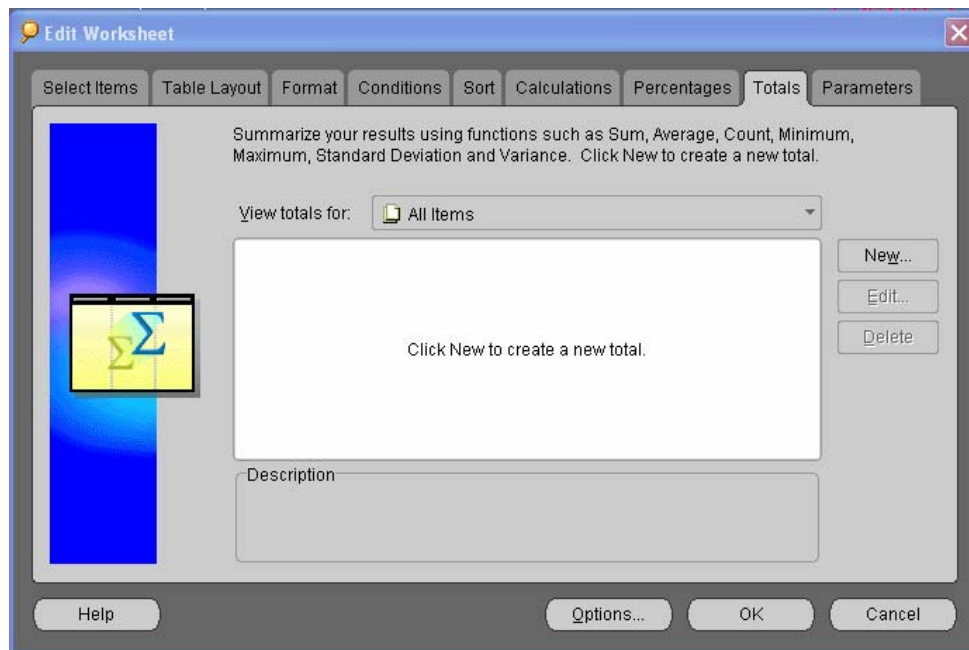 Edit Worksheet
Select Items Table Layout Format Conditions Sort Calculations Percentages Totals Parameters
Summarize your results using functions such as Sum, Average, Count, Minimum,
Maximum, Standard Deviation and Variance. Click New to create a new total.
View totals for: All Items
New...
Edit...
Delete
Click New to create a new total.
Description
Help Options... OK Cancel